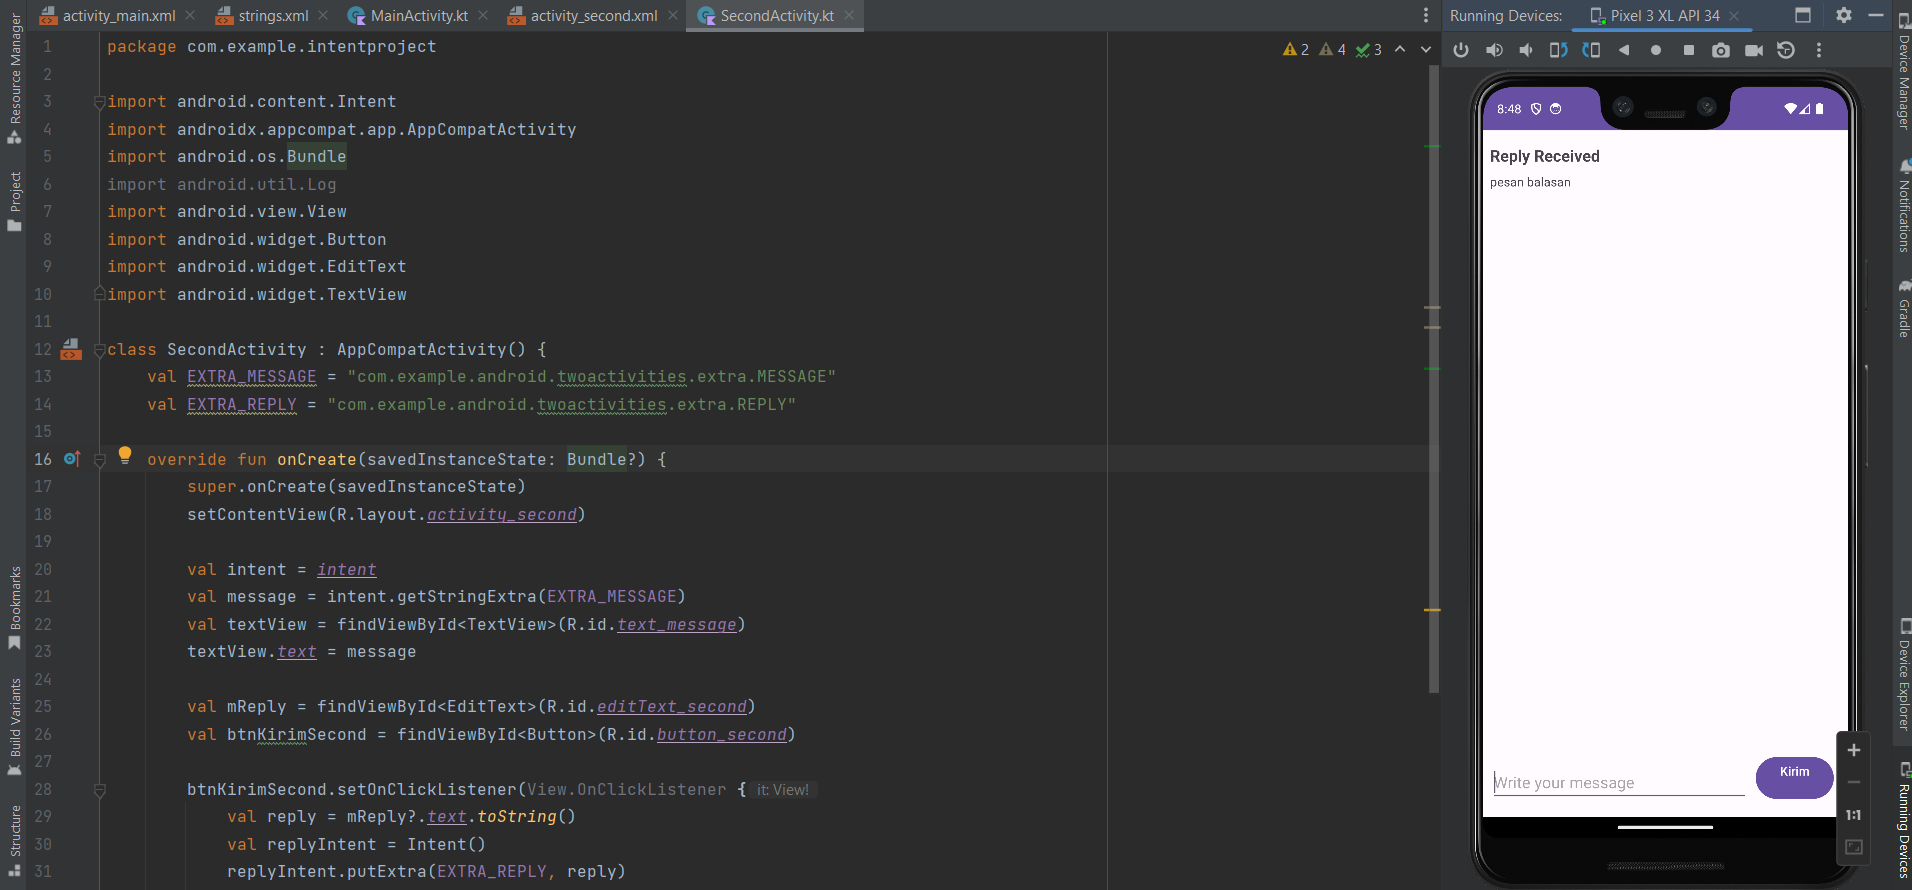 activity_main.xml
strings.xml
MainActivity.kt
activity_second.xml
SecondActivity.kt
Running Devices:
Pixel 3 XL API 34
Resource Manager
Project
Bookmarks
Build Variants
Structure
2 4 3
1 package com.example.intentproject
2
3 import android.content.Intent
4 import androidx.appcompat.app.AppCompatActivity
5 import android.os.Bundle
6 import android.util.Log
7 import android.view.View
8 import android.widget.Button
9 import android.widget.EditText
10 import android.widget.TextView
11
12 class SecondActivity : AppCompatActivity() {
13 val EXTRA_MESSAGE = "com.example.android.twoactivities.extra.MESSAGE"
14 val EXTRA_REPLY = "com.example.android.twoactivities.extra.REPLY"
15
16 override fun onCreate(savedInstanceState: Bundle?) {
17 super.onCreate(savedInstanceState)
18 setContentView(R.layout.activity_second)
19
20 val intent = intent
21 val message = intent.getStringExtra(EXTRA_MESSAGE)
22 val textView = findViewById<TextView>(R.id.text_message)
23 textView.text = message
24
25 val mReply = findViewById<EditText>(R.id.editText_second)
26 val btnKirimSecond = findViewById<Button>(R.id.button_second)
27
28 btnKirimSecond.setOnClickListener(View.OnClickListener { it: View!
29 val reply = mReply?.text.toString()
30 val replyIntent = Intent()
31 replyIntent.putExtra(EXTRA_REPLY, reply)
8:48
Reply Received
pesan balasan
Write your message
Kirim
1:1
Device Manager
Notifications
Gradle
Device Explorer
Running Devices